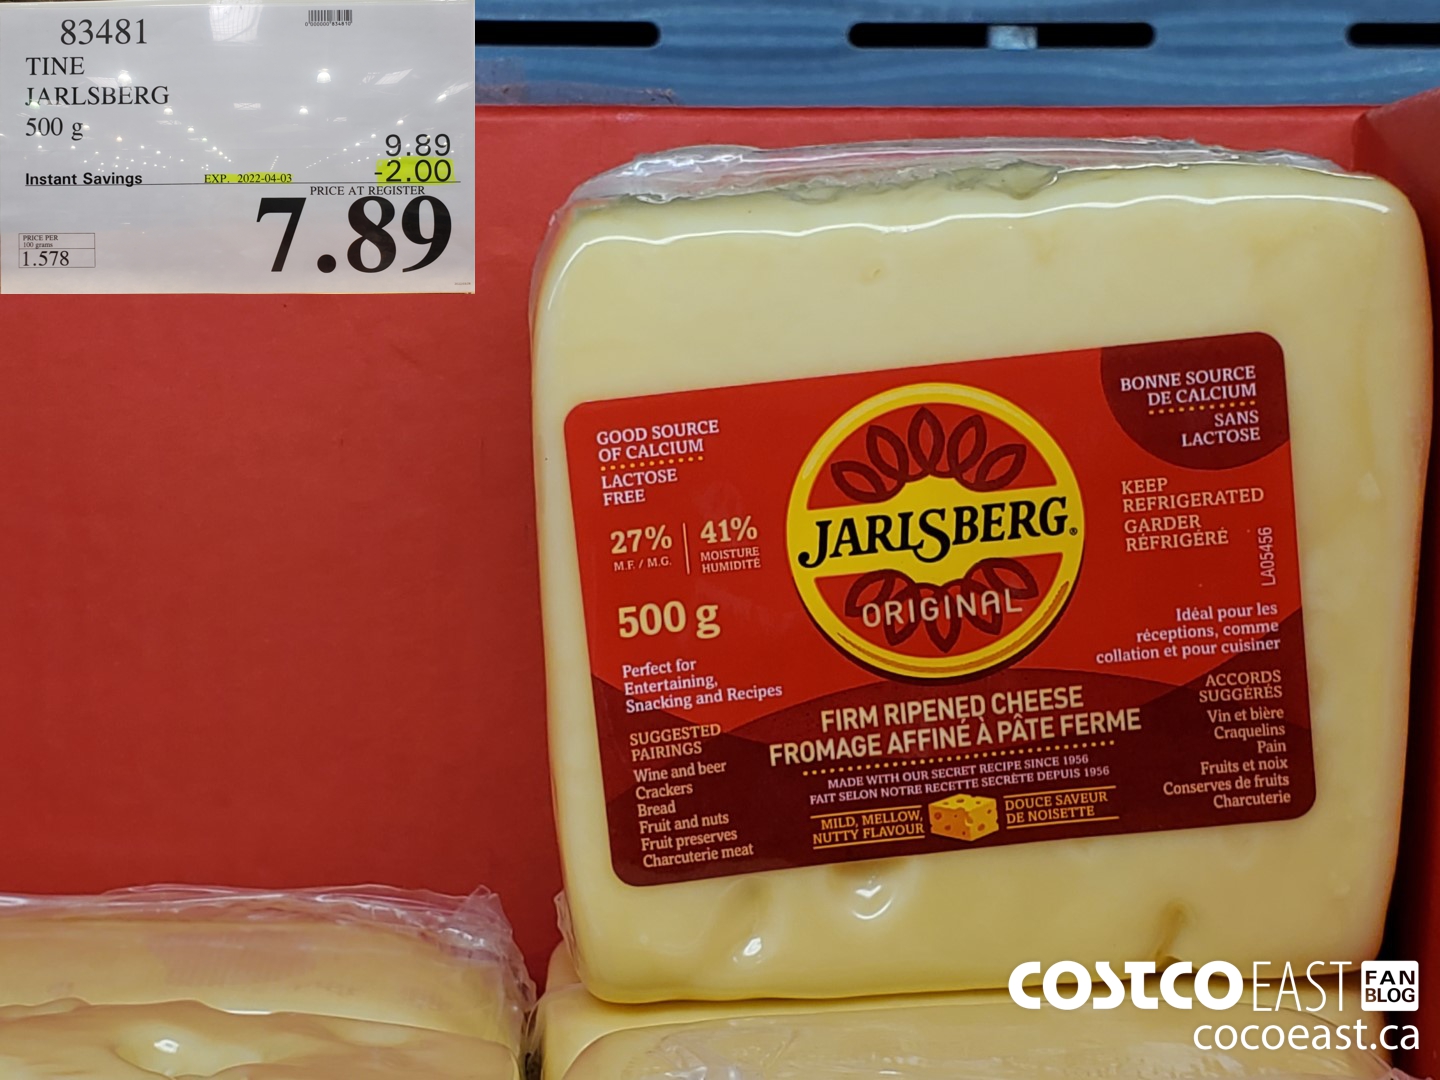 83481
TINE
JARLSBERG
500 g
9.89
-2.00
Instant Savings
EXP. 2022-04-03
PRICE AT REGISTER
7.89
PRICE PER
100 grams
1.578
GOOD SOURCE
OF CALCIUM
LACTOSE
FREE
27%
M.F. / M.G.
41%
MOISTURE
HUMIDITÉ
500 g
Perfect for
Entertaining,
Snacking and Recipes
SUGGESTED
PAIRINGS
Wine and beer
Crackers
Bread
Fruit and nuts
Fruit preserves
Charcuterie meat
JARLSBERG®
ORIGINAL
FIRM RIPENED CHEESE
FROMAGE AFFINÉ À PÂTE FERME
MADE WITH OUR SECRET RECIPE SINCE 1956
FAIT SELON NOTRE RECETTE SECRÈTE DEPUIS 1956
MILD, MELLOW,
NUTTY FLAVOUR
DOUCE SAVEUR
DE NOISETTE
BONNE SOURCE
DE CALCIUM
SANS
LACTOSE
KEEP
REFRIGERATED
GARDER
RÉFRIGÉRÉ
LA05456
Idéal pour les
réceptions, comme
collation et pour cuisiner
ACCORDS
SUGGÉRÉS
Vin et bière
Craquelins
Pain
Fruits et noix
Conserves de fruits
Charcuterie
COSTCO EAST FAN BLOG
cocoeast.ca